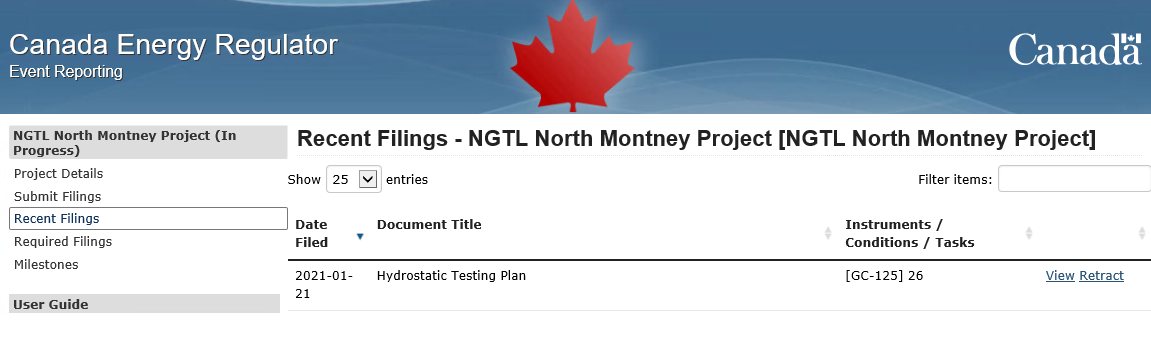 Canada Energy Regulator
Event Reporting
Canada
NGTL North Montney Project (In
Progress)
Project Details
Submit Filings
Recent Filings
Required Filings
Milestones
User Guide
Recent Filings - NGTL North Montney Project [NGTL North Montney Project]
Show 25 entries
Filter items:
Date
Filed
Document Title
Instruments /
Conditions / Tasks
2021-01-
21
Hydrostatic Testing Plan
[GC-125] 26
View Retract